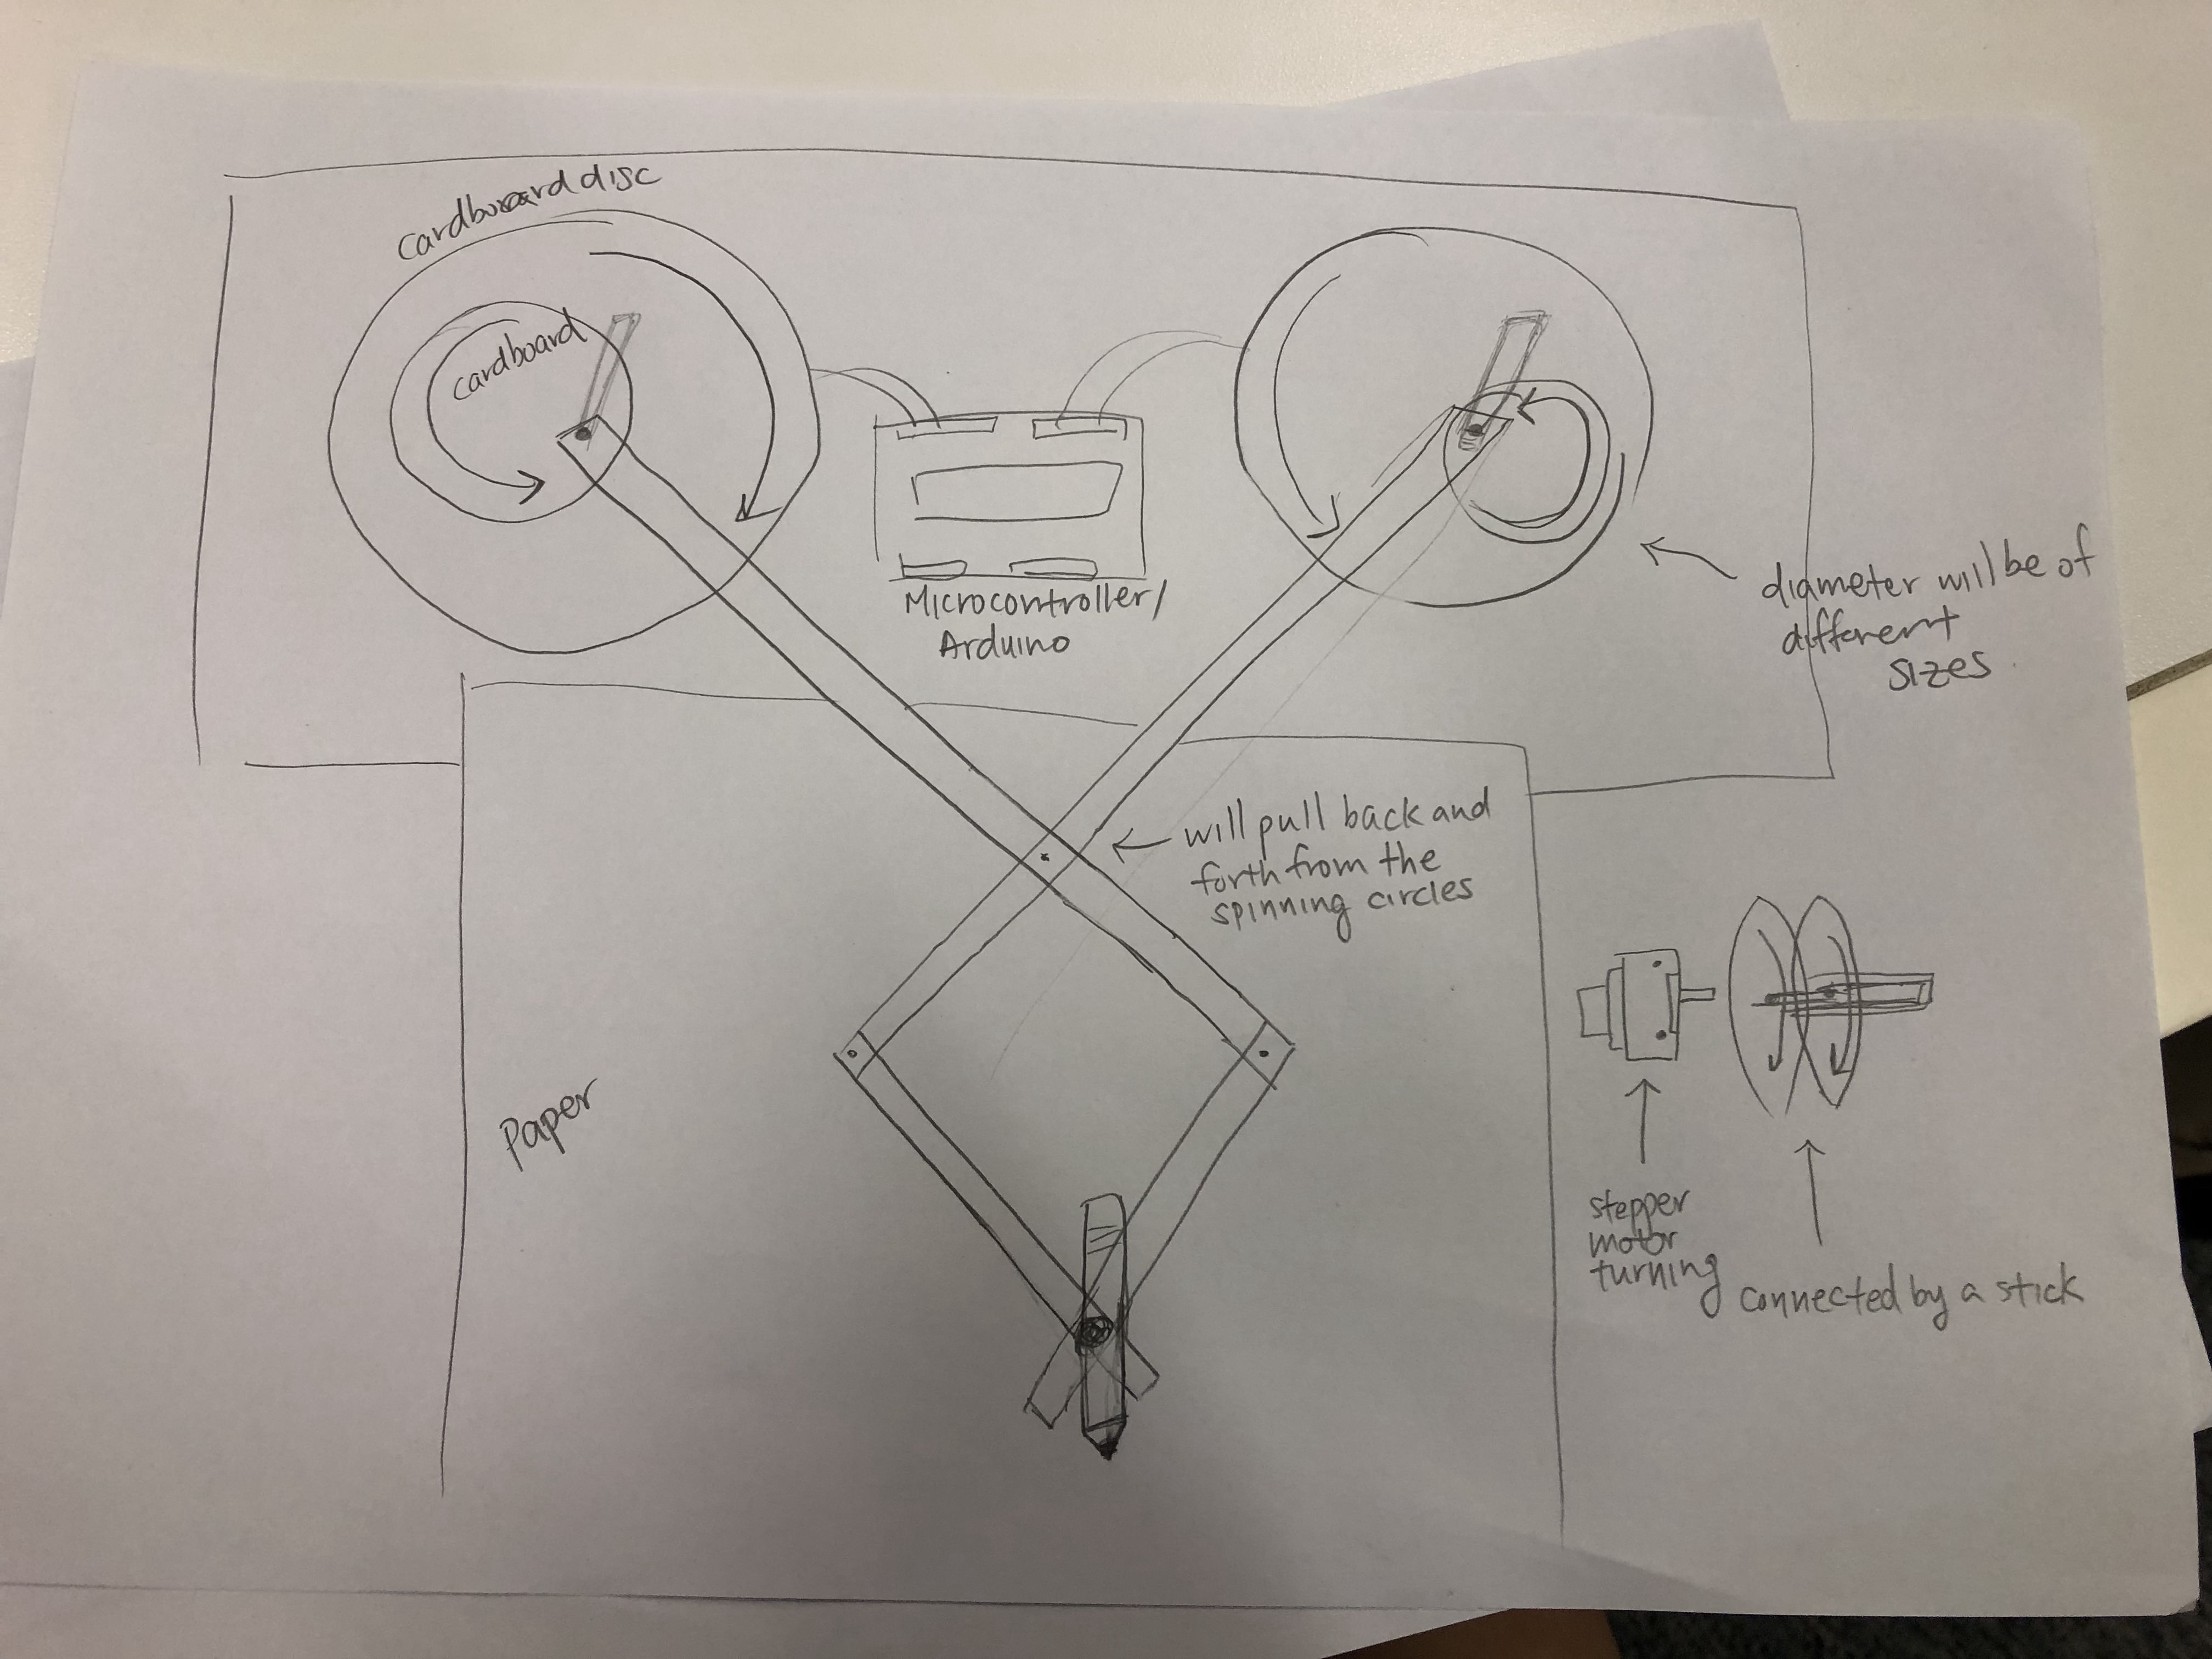 cardboard disc
cardboard
Microcontroller/
Arduino
diameter will be of
different
sizes.
will pull back and
forth from the
spinning circles
Paper
stepper
motor
turning
connected by a stick